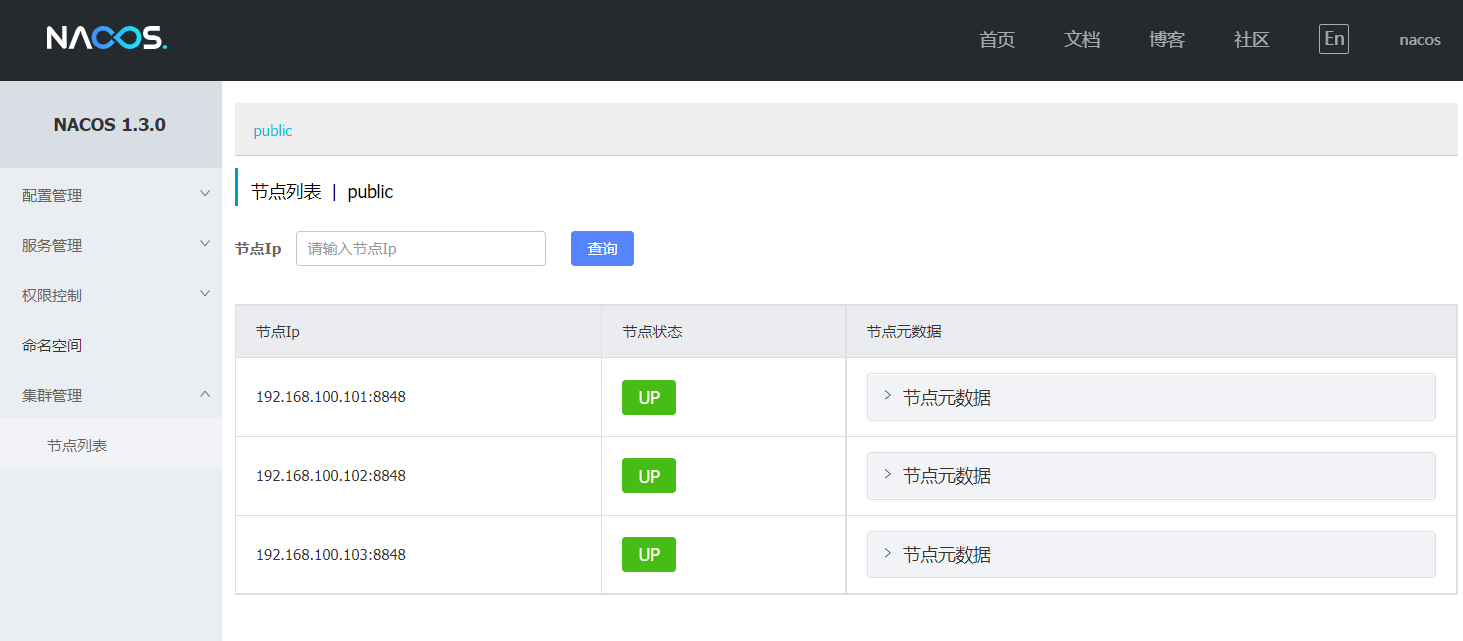 NACOS.
首页 文档 博客 社区 En nacos
NACOS 1.3.0
配置管理
服务管理
权限控制
命名空间
集群管理
节点列表
public
节点列表 | public
节点Ip 请输入节点Ip 查询
节点Ip 节点状态 节点元数据
192.168.100.101:8848 UP 节点元数据
192.168.100.102:8848 UP 节点元数据
192.168.100.103:8848 UP 节点元数据